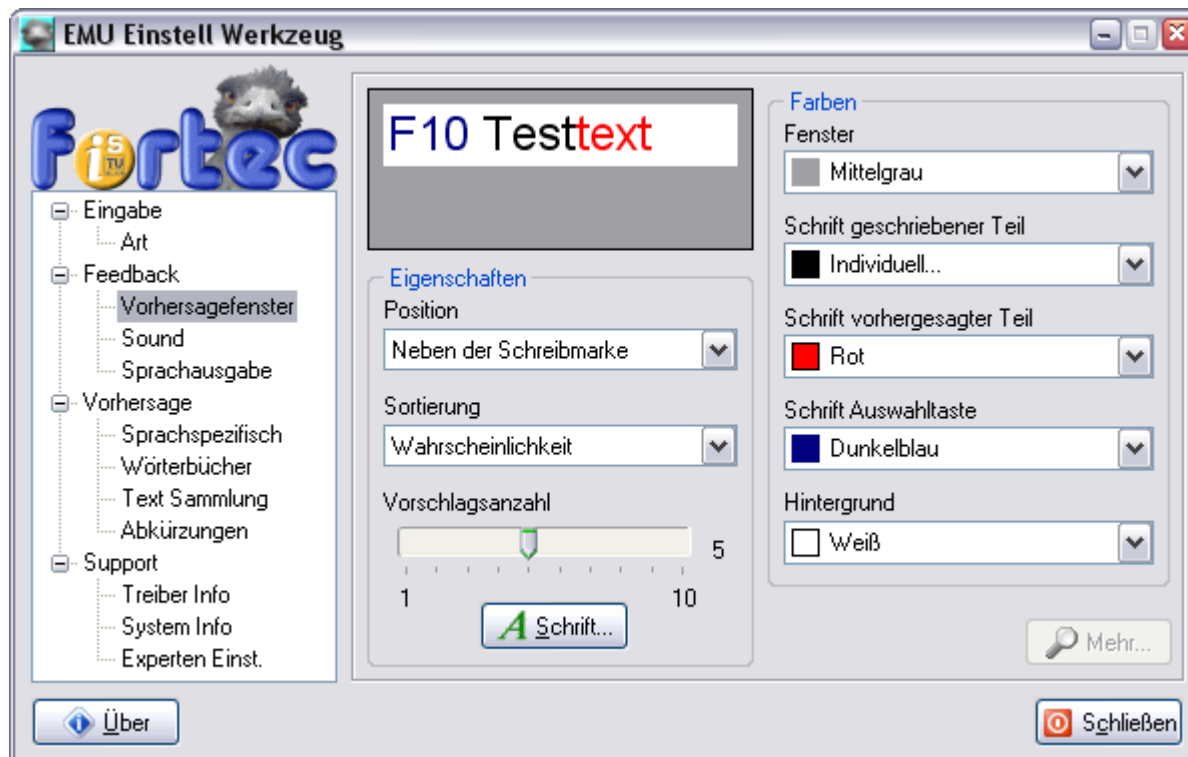 EMU Einstell Werkzeug
fortec
iS
TU
Eingabe
Art
Feedback
Vorhersagefenster
Sound
Sprachausgabe
Vorhersage
Sprachspezifisch
Wörterbücher
Text Sammlung
Abkürzungen
Support
Treiber Info
System Info
Experten Einst.
F10 Testtext
Eigenschaften
Position
Neben der Schreibmarke
Sortierung
Wahrscheinlichkeit
Vorschlagsanzahl
5
1 10
A Schrift...
Farben
Fenster
Mittelgrau
Schrift geschriebener Teil
Individuell...
Schrift vorhergesagter Teil
Rot
Schrift Auswahltaste
Dunkelblau
Hintergrund
Weiß
Mehr...
Über
Schließen